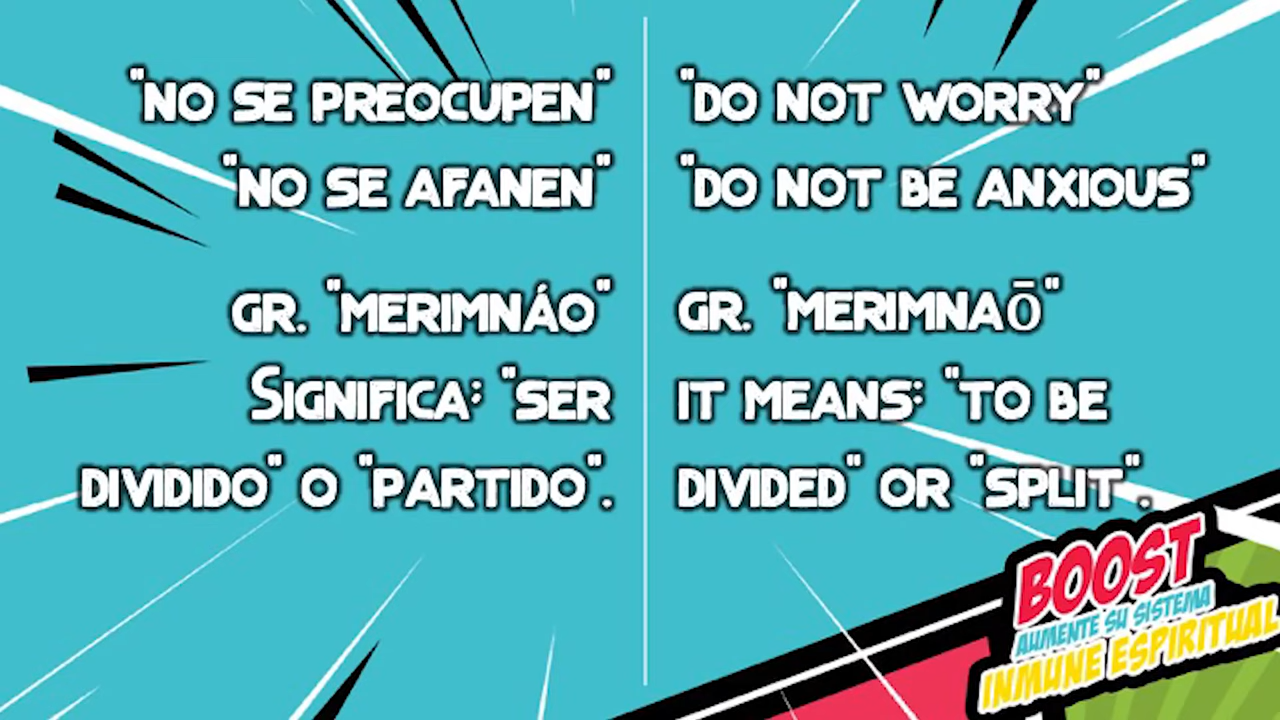 "NO SE PREOCUPEN"
"NO SE AFANEN"
GR. "MERIMNÁO"
SIGNIFICA: "SER
DIVIDIDO" O "PARTIDO".
"DO NOT WORRY"
"DO NOT BE ANXIOUS"
GR. "MERIMNAŌ"
IT MEANS: "TO BE
DIVIDED" OR "SPLIT".
BOOST
AUMENTE SU SISTEMA
INMUNE ESPIRITUAL